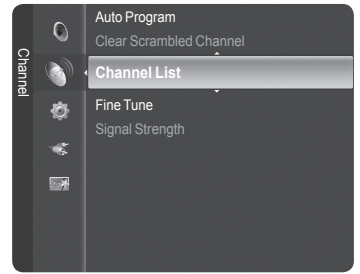 Channel
Auto Program
Clear Scrambled Channel
Channel List
Fine Tune
Signal Strength